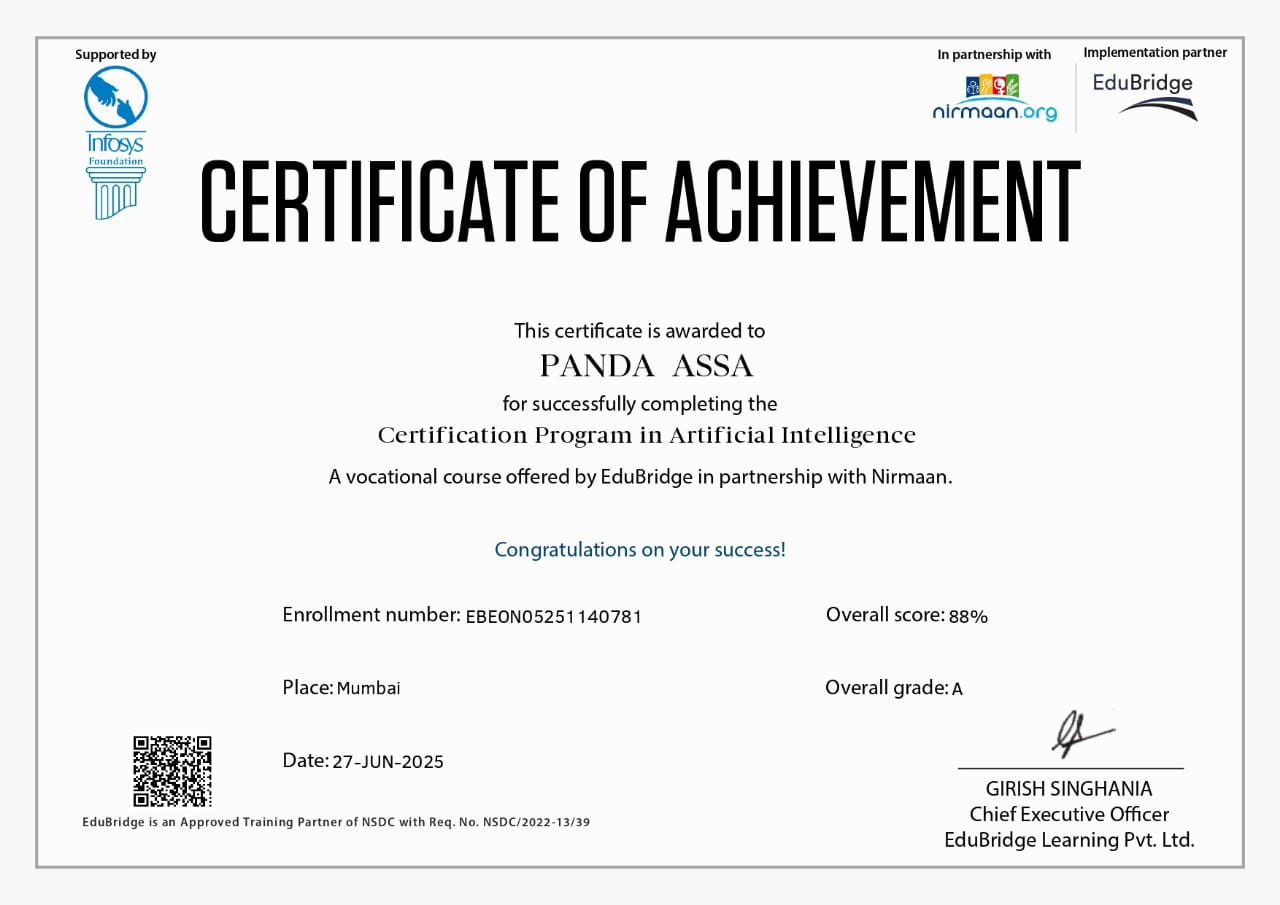 Supported by
In partnership with
Implementation partner
Infosys
Foundation
nirmaan.org
EduBridge
CERTIFICATE OF ACHIEVEMENT
This certificate is awarded to
PANDA ASSA
for successfully completing the
Certification Program in Artificial Intelligence
A vocational course offered by EduBridge in partnership with Nirmaan.
Congratulations on your success!
Enrollment number: EBEON05251140781
Overall score: 88%
Place: Mumbai
Overall grade: A
Date: 27-JUN-2025
GIRISH SINGHANIA
Chief Executive Officer
EduBridge Learning Pvt. Ltd.
EduBridge is an Approved Training Partner of NSDC with Req. No. NSDC/2022-13/39